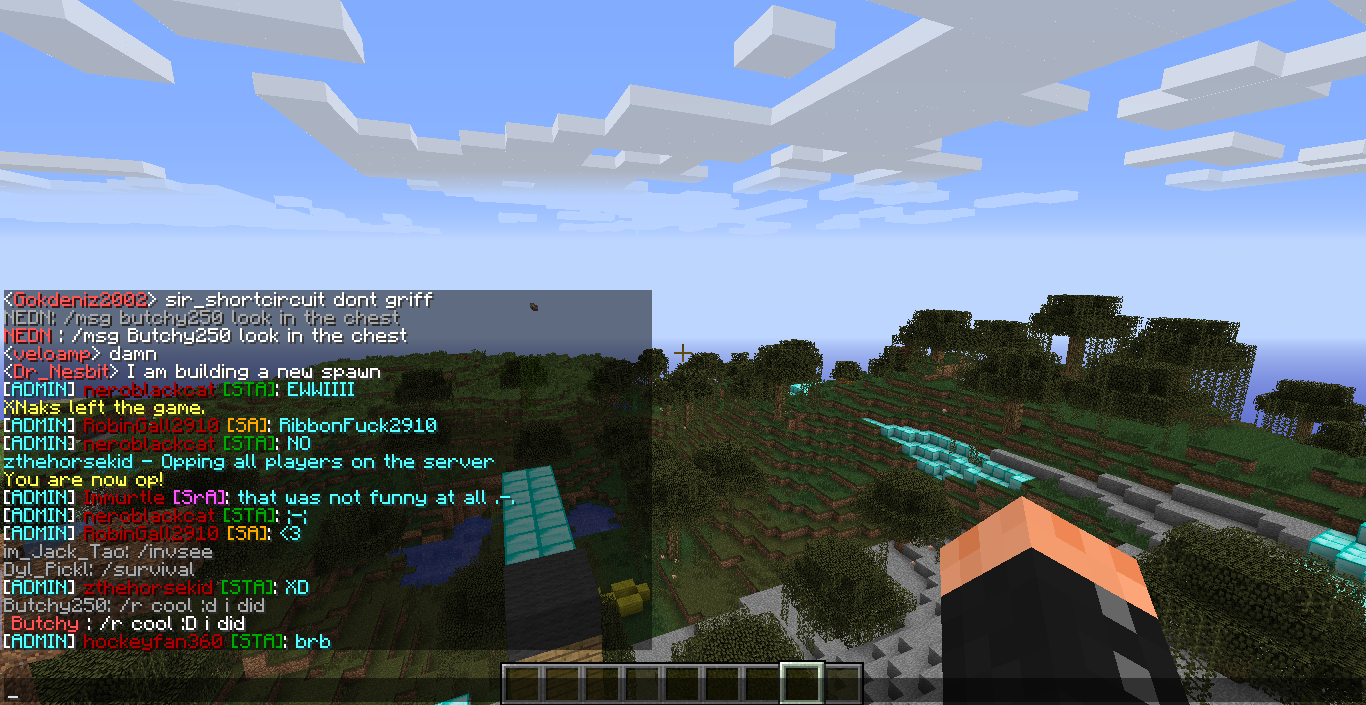 <Gokdeniz2002> sir_shortcircuit dont griff
NEDN: /msg butchy250 look in the chest
NEDN : /msg Butchy250 look in the chest
<veloamp> damn
<Dr_Nesbit> I am building a new spawn
[ADMIN] neroblackcat [STA]: EWWIIII
XNaks left the game.
[ADMIN] RobinGall2910 [SA]: RibbonFuck2910
[ADMIN] neroblackcat [STA]: NO
zthehorsekid - Opping all players on the server
You are now op!
[ADMIN] Inmurtle [SrA]: that was not funny at all .-.
[ADMIN] neroblackcat [STA]: ;-;
[ADMIN] RobinGall2910 [SA]: <3
im_Jack_Tao: /invsee
Dyl_Pickl: /survival
[ADMIN] zthehorsekid [STA]: XD
Butchy250: /r cool :d i did
Butchy : /r cool :D i did
[ADMIN] hockeyfan360 [STA]: brb
_